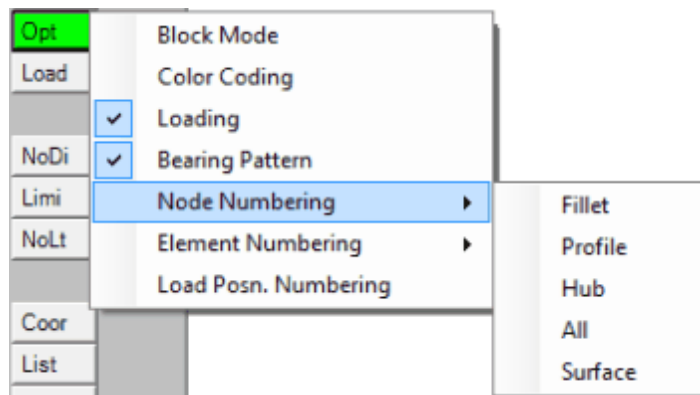 Opt
Load
NoDi
Limi
NoLt
Coor
List
Block Mode
Color Coding
Loading
Bearing Pattern
Node Numbering
Element Numbering
Load Posn. Numbering
Fillet
Profile
Hub
All
Surface